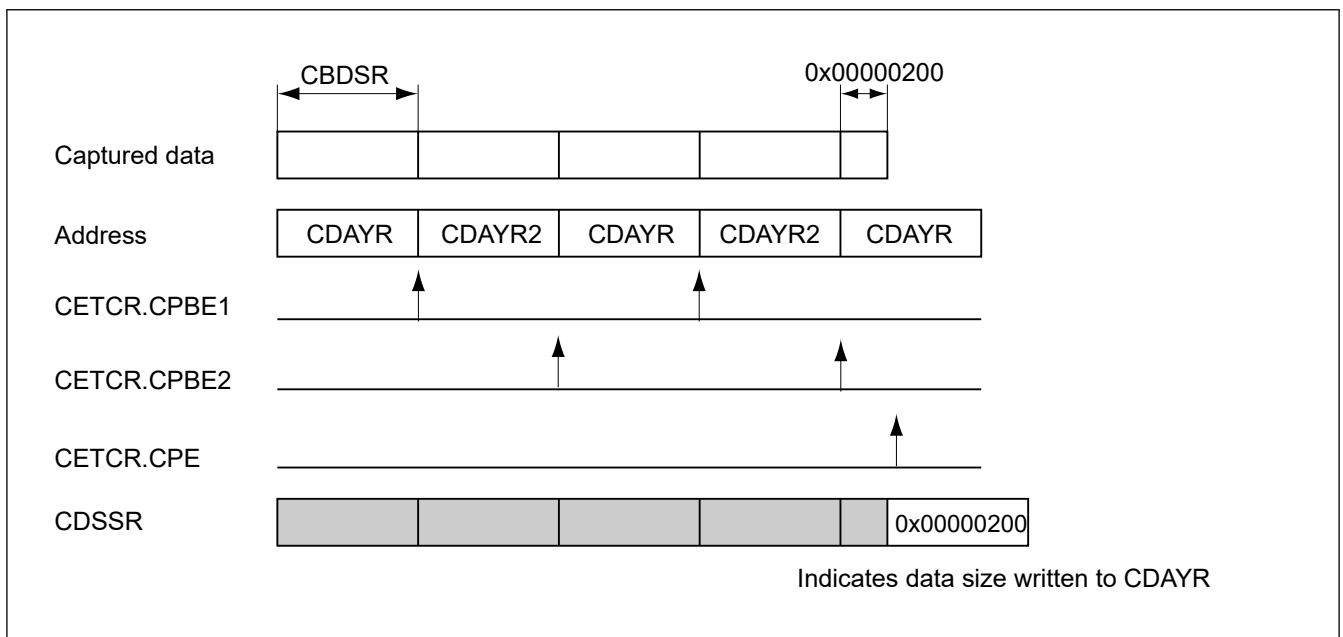 CBDSR 0x00000200
Captured data
Address CDAYR CDAYR2 CDAYR CDAYR2 CDAYR
CETCR.CPBE1
CETCR.CPBE2
CETCR.CPE
CDSSR 0x00000200
Indicates data size written to CDAYR